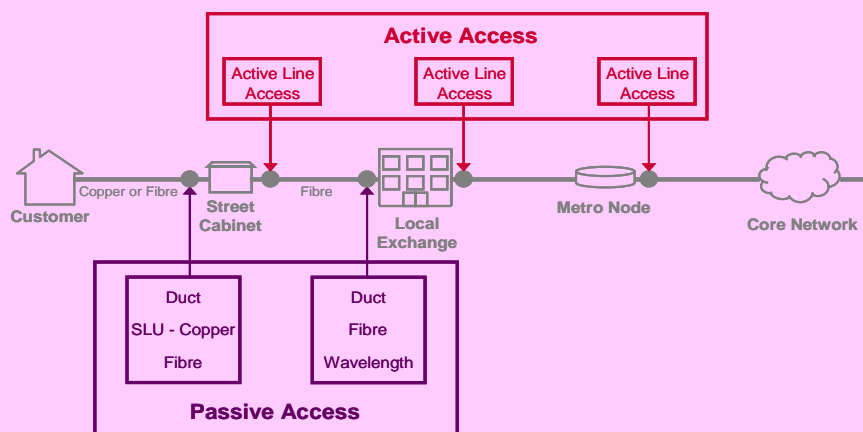 Active Access
Active Line
Access
Active Line
Access
Active Line
Access
Copper or Fibre
Fibre
Customer
Street
Cabinet
Local
Exchange
Metro Node
Core Network
Duct
SLU - Copper
Fibre
Duct
Fibre
Wavelength
Passive Access